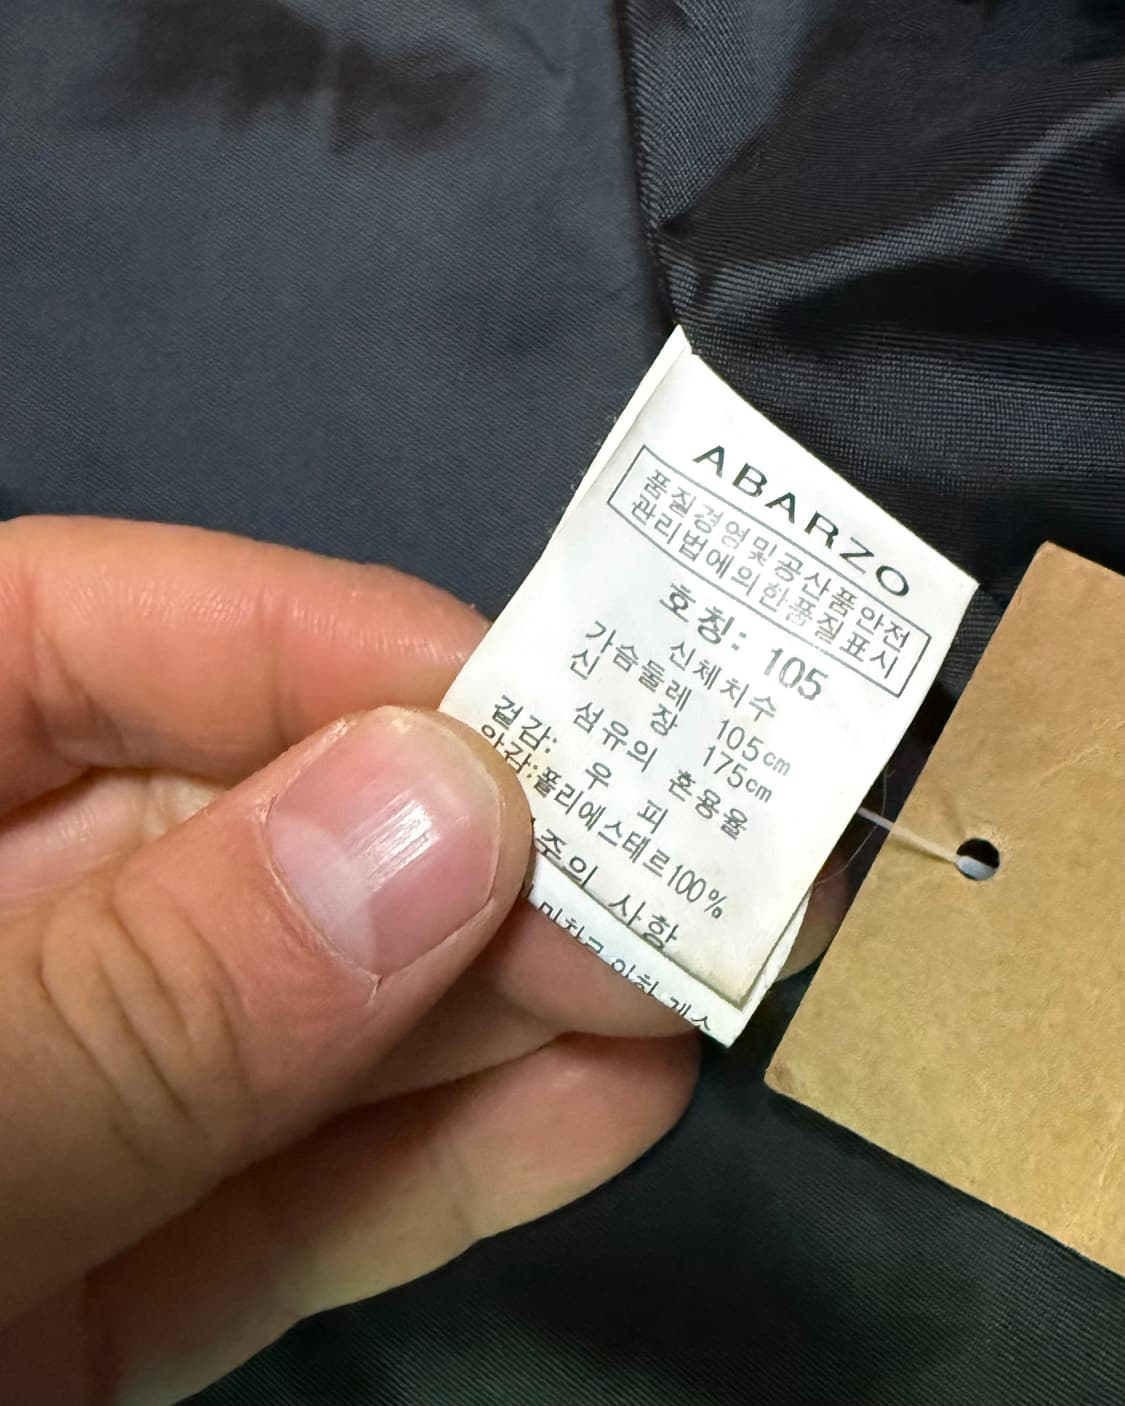 ABARZO
품질경영및공산품안전
관리법에의한품질표시
호칭: 105
신체치수
가슴둘레 105cm
신 장 175cm
섬유의 혼용율
겉감: 우 피
안감:폴리에스테르100%
주의 사항